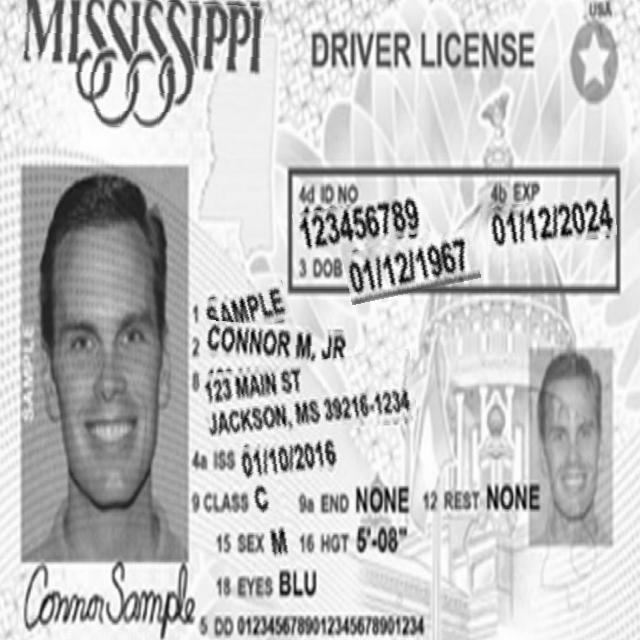 MISSISSIPPI
DRIVER LICENSE
USA
4d ID NO
123456789
4b EXP
01/12/2024
3 DOB 01/12/1967
1 SAMPLE
2 CONNOR M, JR
8 123 MAIN ST
JACKSON, MS 39216-1234
4a ISS 01/10/2016
9 CLASS C 9a END NONE 12 REST NONE
15 SEX M 16 HGT 5'-08"
18 EYES BLU
5 DD 0123456789012345678901234
Connor Sample
SAMPLE